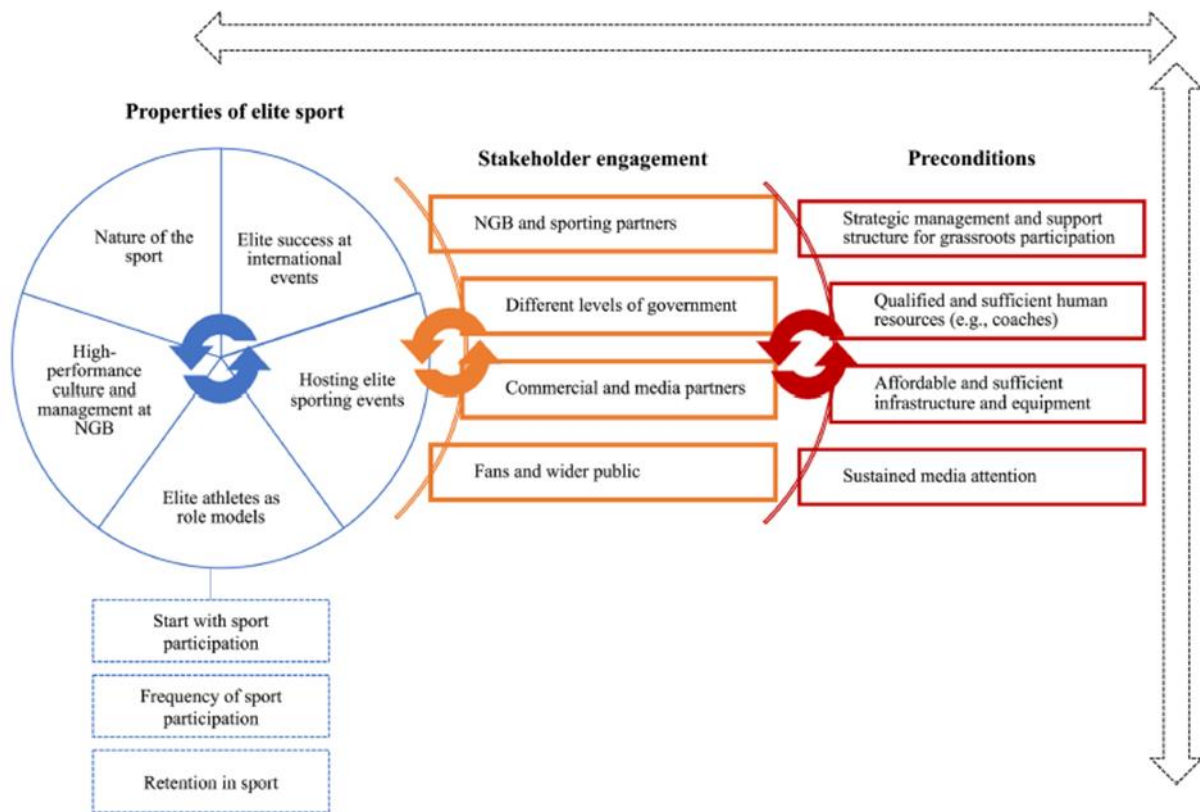 Properties of elite sport
Nature of the
sport
Elite success at
international
events
High-
performance
culture and
management at
NGB
Hosting elite
sporting events
Elite athletes as
role models
Start with sport
participation
Frequency of sport
participation
Retention in sport
Stakeholder engagement
NGB and sporting partners
Different levels of government
Commercial and media partners
Fans and wider public
Preconditions
Strategic management and support
structure for grassroots participation
Qualified and sufficient human
resources (e.g., coaches)
Affordable and sufficient
infrastructure and equipment
Sustained media attention